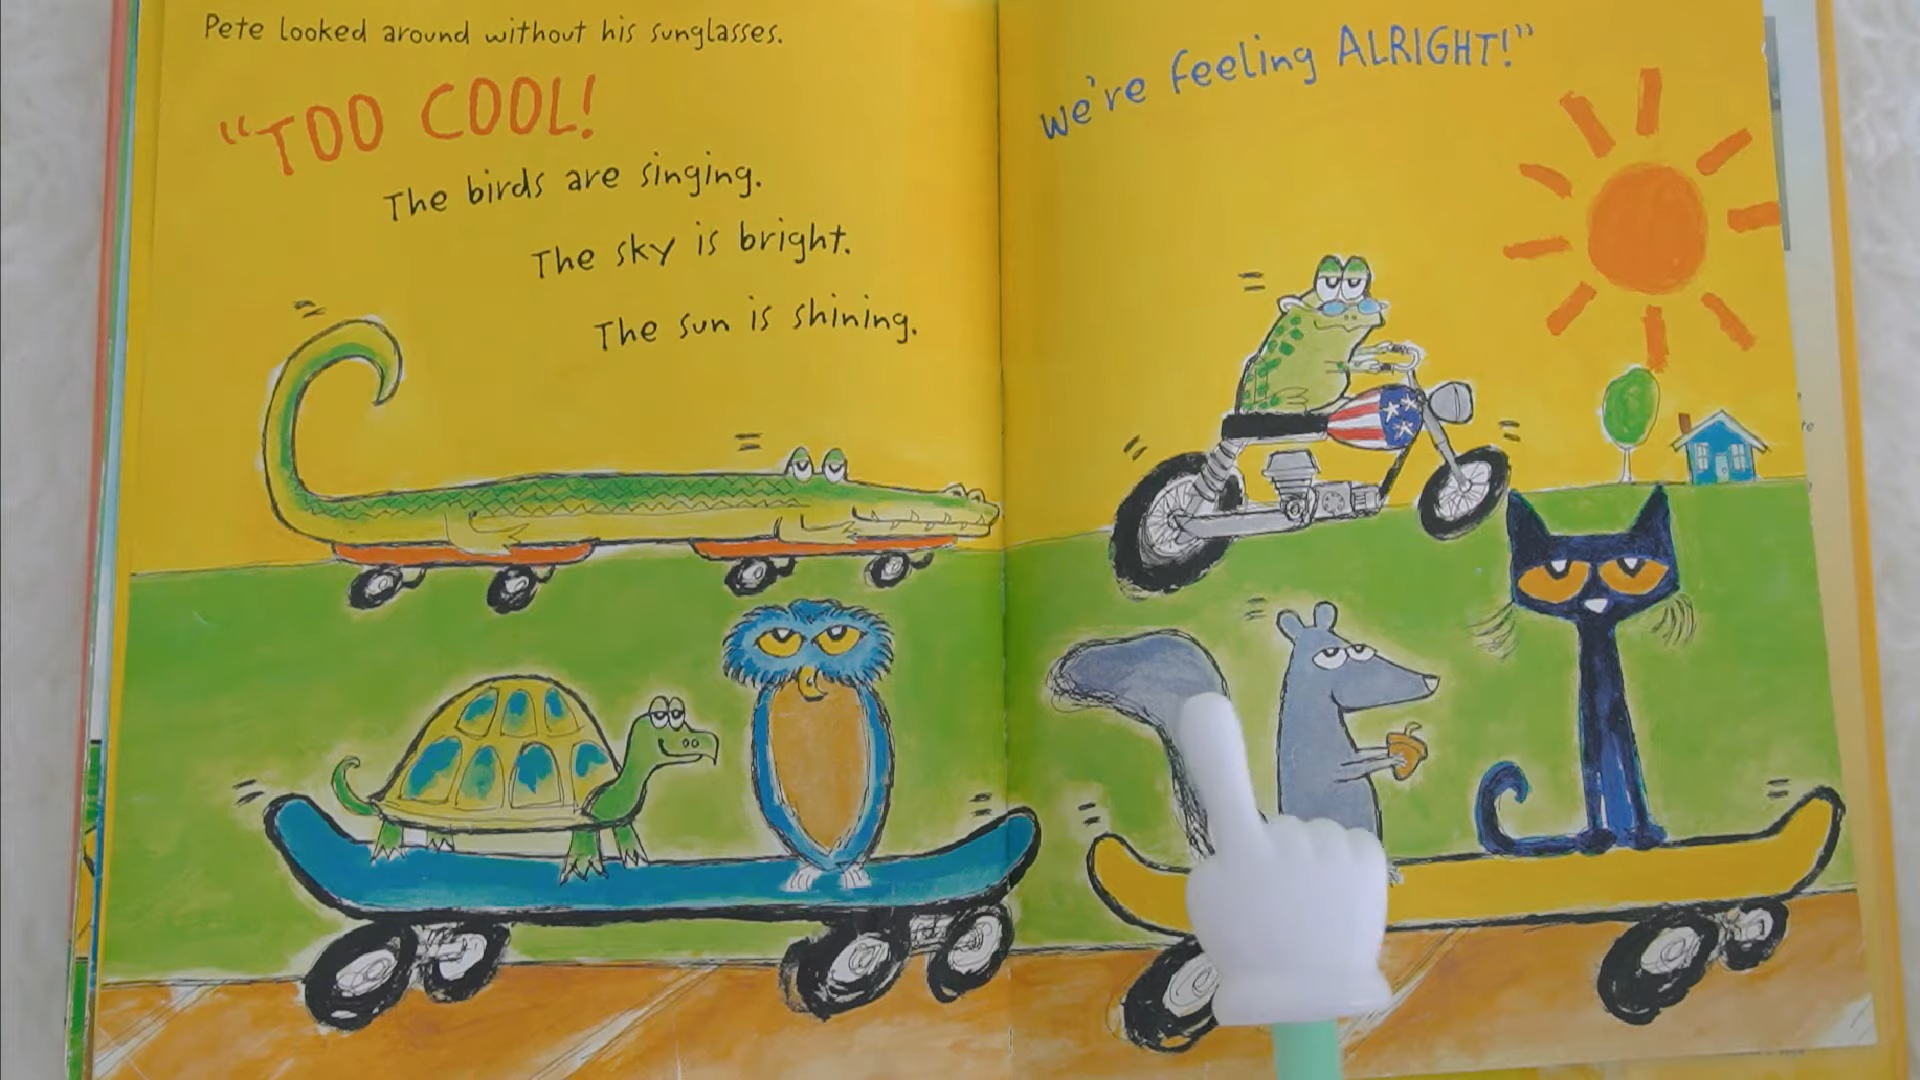 Pete looked around without his sunglasses.
"TOO COOL!
The birds are singing.
The sky is bright.
The sun is shining.
we're feeling ALRIGHT!"